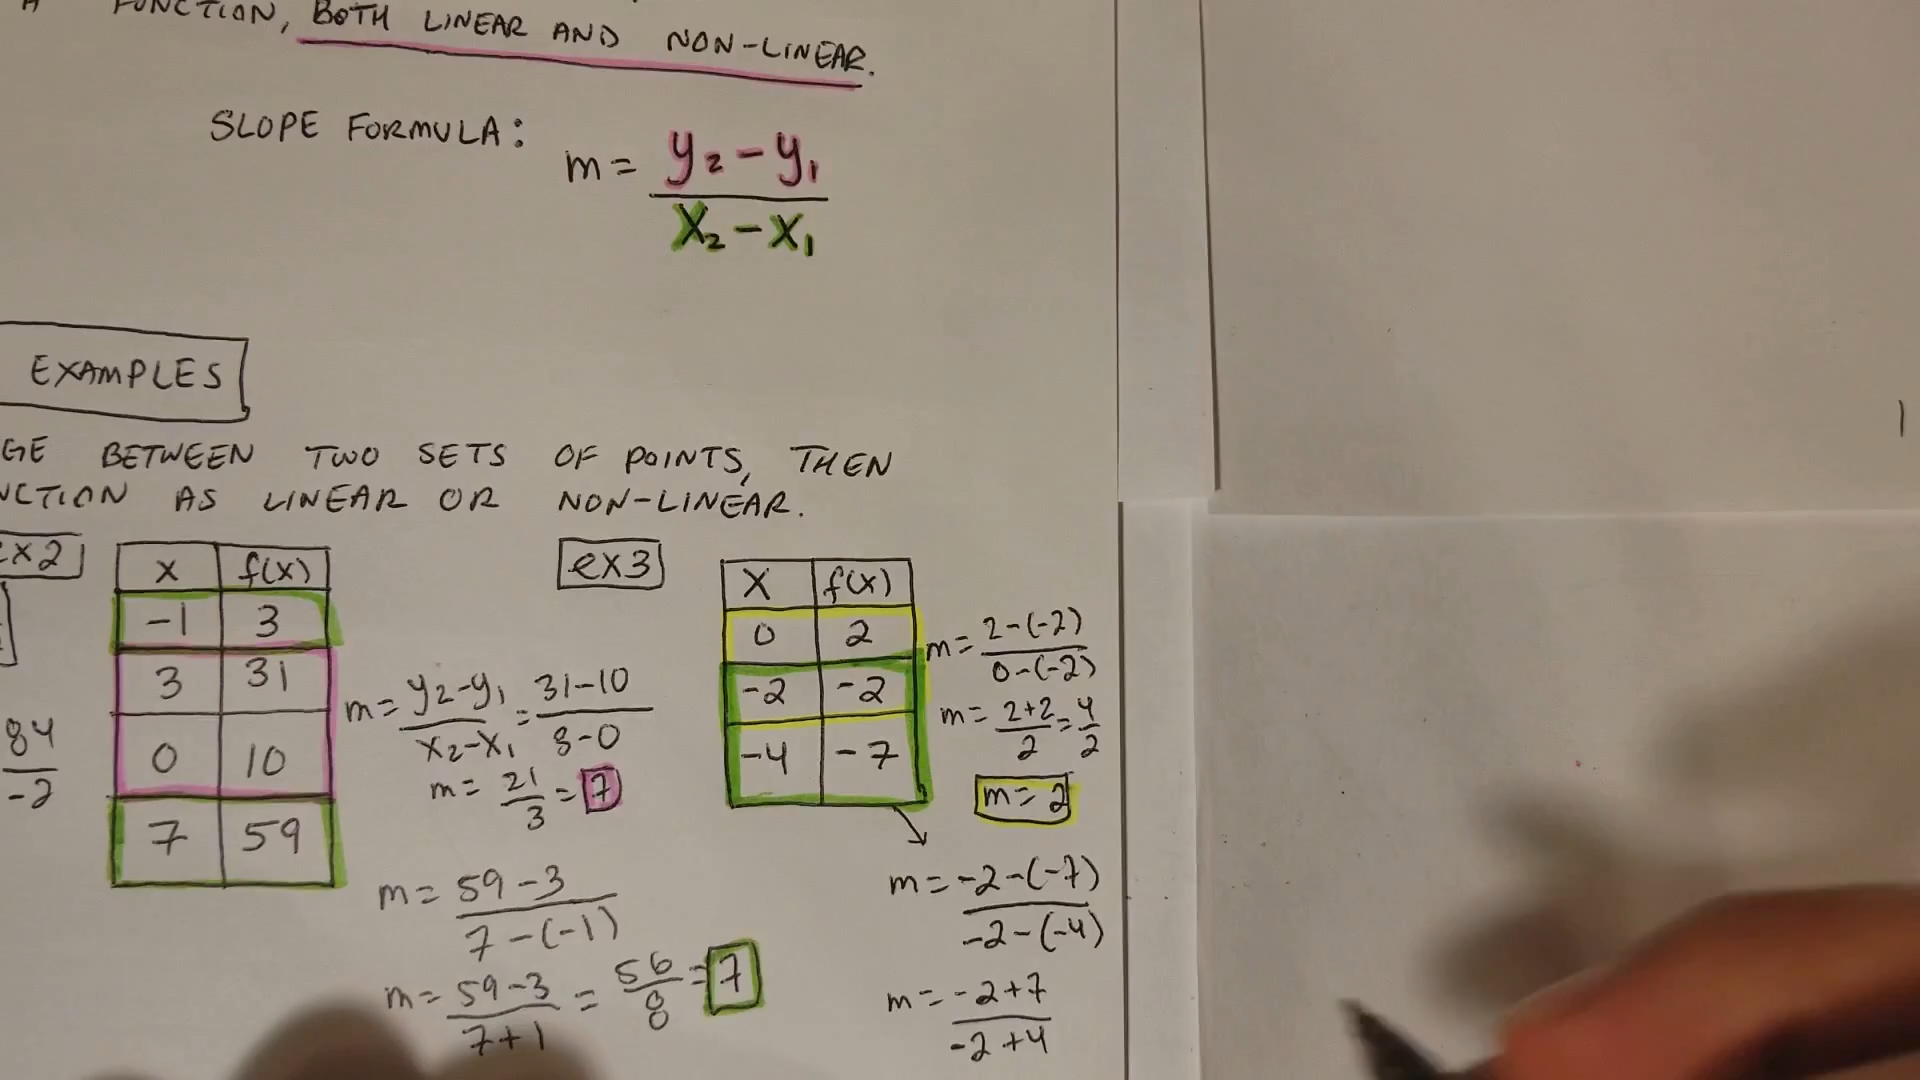 FUNCTION, BOTH LINEAR AND NON-LINEAR.
SLOPE FORMULA:
m = y₂ - y₁ / x₂ - x₁
EXAMPLES
GE BETWEEN TWO SETS OF POINTS, THEN
NCTION AS LINEAR OR NON-LINEAR.
ex2
x f(x)
-1 3
3 31
0 10
7 59
84 / -2
m = y₂-y₁ / x₂-x₁ = 31-10 / 3-0
m = 21/3 = 7
m = 59-3 / 7-(-1)
m = 59-3 / 7+1 = 56/8 = 7
ex3
x f(x)
0 2
-2 -2
-4 -7
m = 2-(-2) / 0-(-2)
m = 2+2 / 2 = 4/2
m = 2
m = -2-(-7) / -2-(-4)
m = -2+7 / -2+4